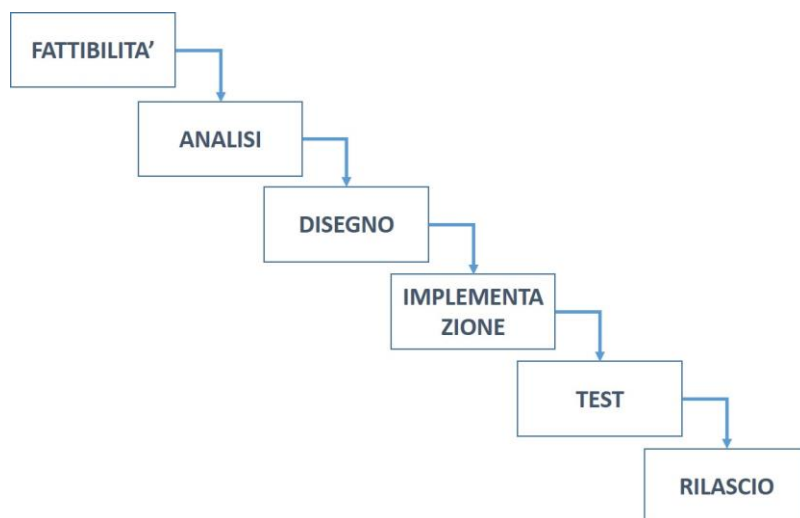 FATTIBILITA’
ANALISI
DISEGNO
IMPLEMENTA
ZIONE
TEST
RILASCIO